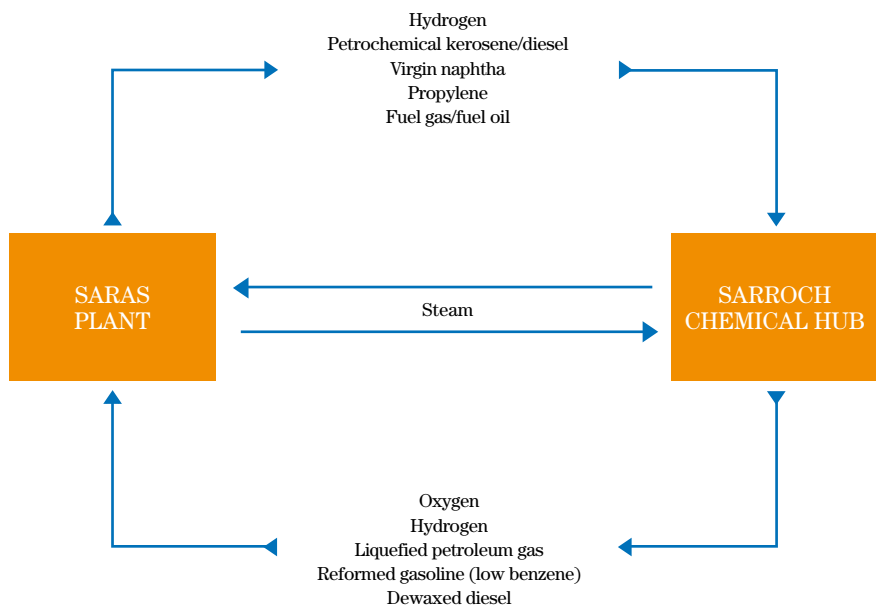 Hydrogen
Petrochemical kerosene/diesel
Virgin naphtha
Propylene
Fuel gas/fuel oil
SARAS
PLANT
Steam
SARROCH
CHEMICAL HUB
Oxygen
Hydrogen
Liquefied petroleum gas
Reformed gasoline (low benzene)
Dewaxed diesel